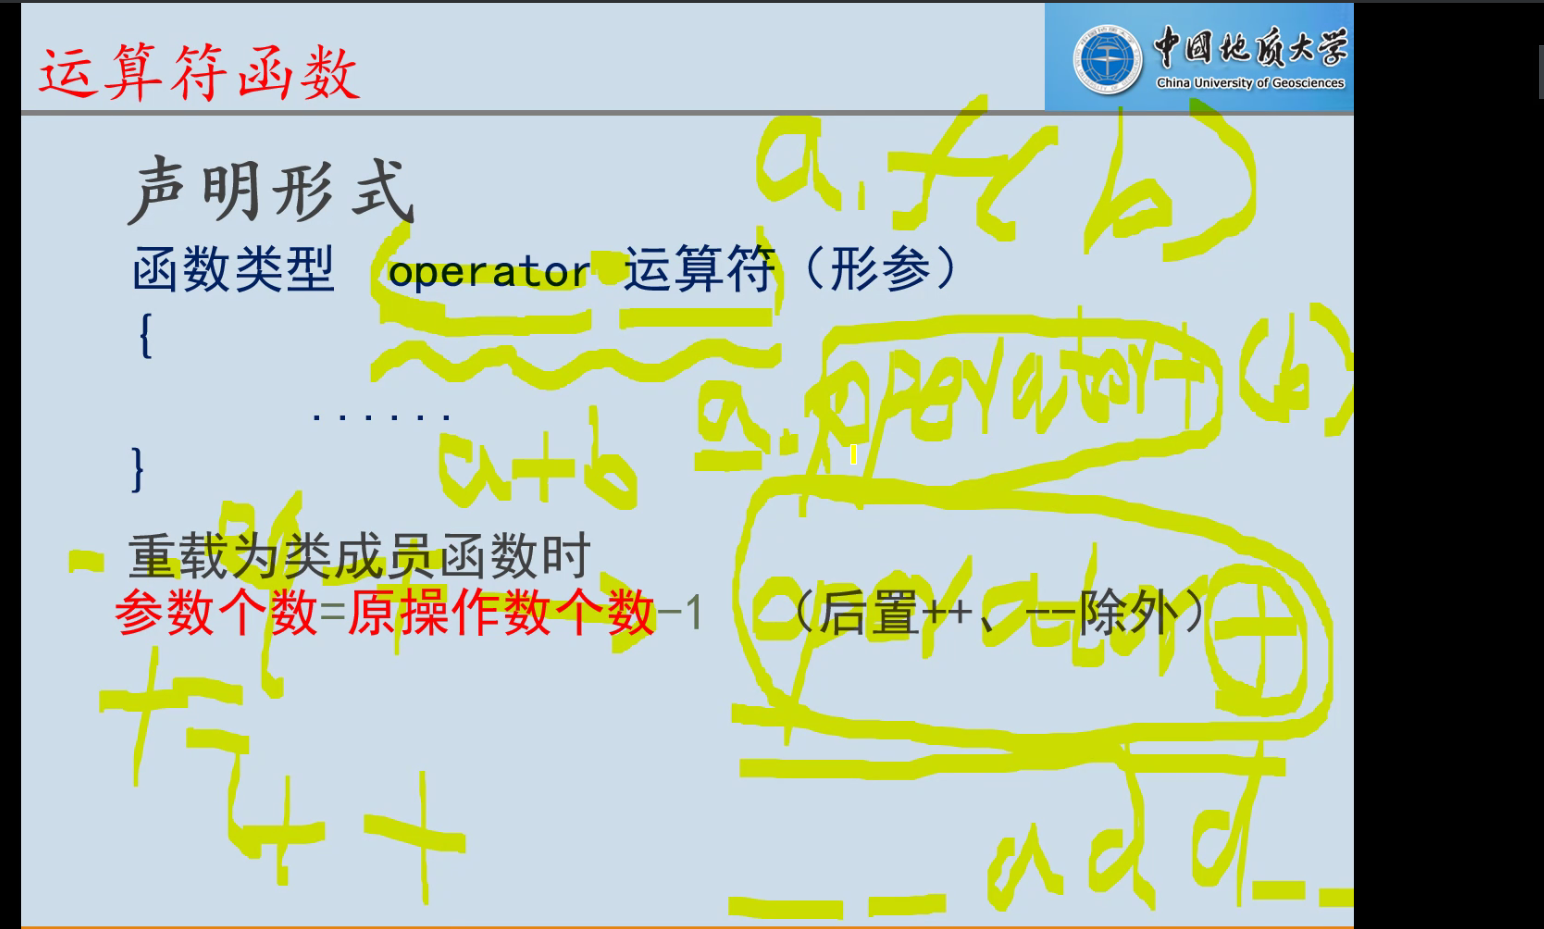 运算符函数
中国地质大学
China University of Geosciences
a.f(b)
声明形式
函数类型 operator 运算符（形参）
{
......
}
a.operator+(b)
a+b
重载为类成员函数时
参数个数=原操作数个数-1 （后置++、--除外）
operator+
__add__